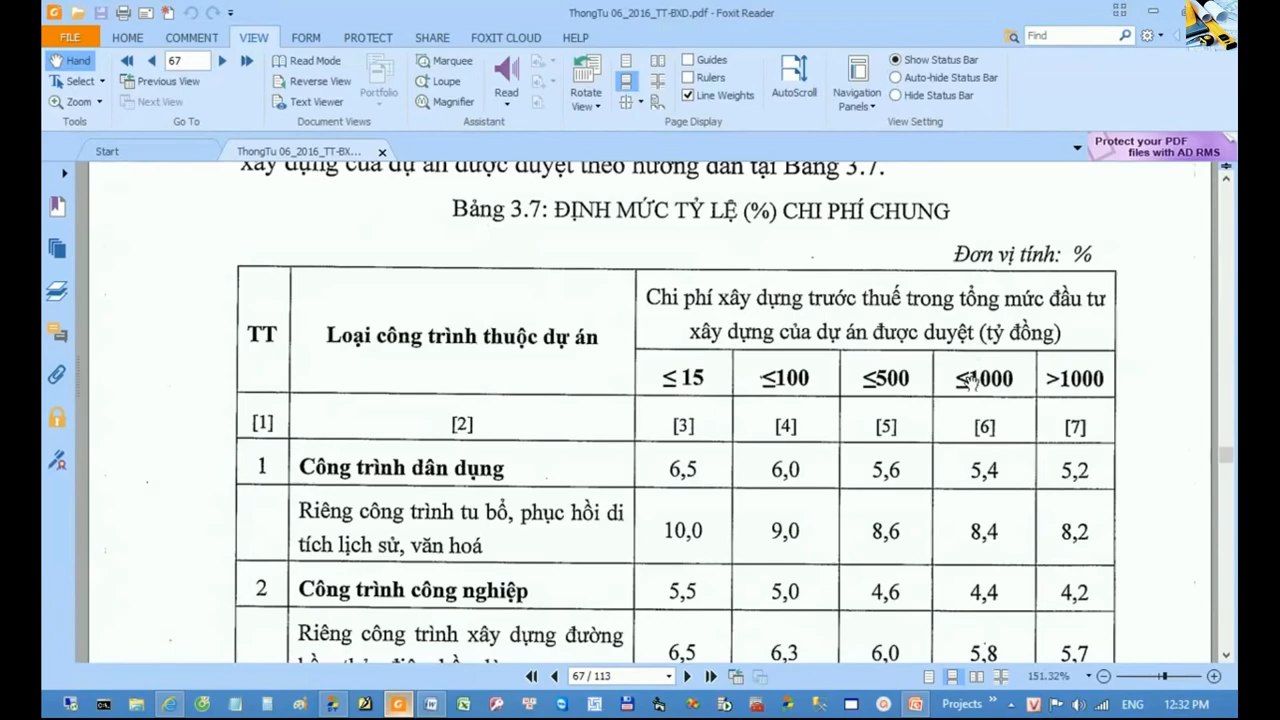 ThongTu 06_2016_TT-BXD.pdf - Foxit Reader
FILE HOME COMMENT VIEW FORM PROTECT SHARE FOXIT CLOUD HELP Find
Hand 67 Read Mode Marquee Guides Show Status Bar
Select Previous View Reverse View Loupe Rulers Auto-hide Status Bar
Zoom Next View Text Viewer Portfolio Magnifier Read Rotate View Line Weights AutoScroll Navigation Panels Hide Status Bar
Tools Go To Document Views Assistant Page Display View Setting
Start ThongTu 06_2016_TT-BX... Protect your PDF
files with AD RMS
xây dựng của dự án được duyệt theo hướng dẫn tại Bảng 3.7.
Bảng 3.7: ĐỊNH MỨC TỶ LỆ (%) CHI PHÍ CHUNG
Đơn vị tính: %
TT Loại công trình thuộc dự án Chi phí xây dựng trước thuế trong tổng mức đầu tư
xây dựng của dự án được duyệt (tỷ đồng)
≤ 15 ≤100 ≤500 ≤1000 >1000
[1] [2] [3] [4] [5] [6] [7]
1 Công trình dân dụng 6,5 6,0 5,6 5,4 5,2
Riêng công trình tu bổ, phục hồi di
tích lịch sử, văn hoá 10,0 9,0 8,6 8,4 8,2
2 Công trình công nghiệp 5,5 5,0 4,6 4,4 4,2
Riêng công trình xây dựng đường
6,5 6,3 6,0 5,8 5,7
67 / 113 151.32%
Projects ENG 12:32 PM